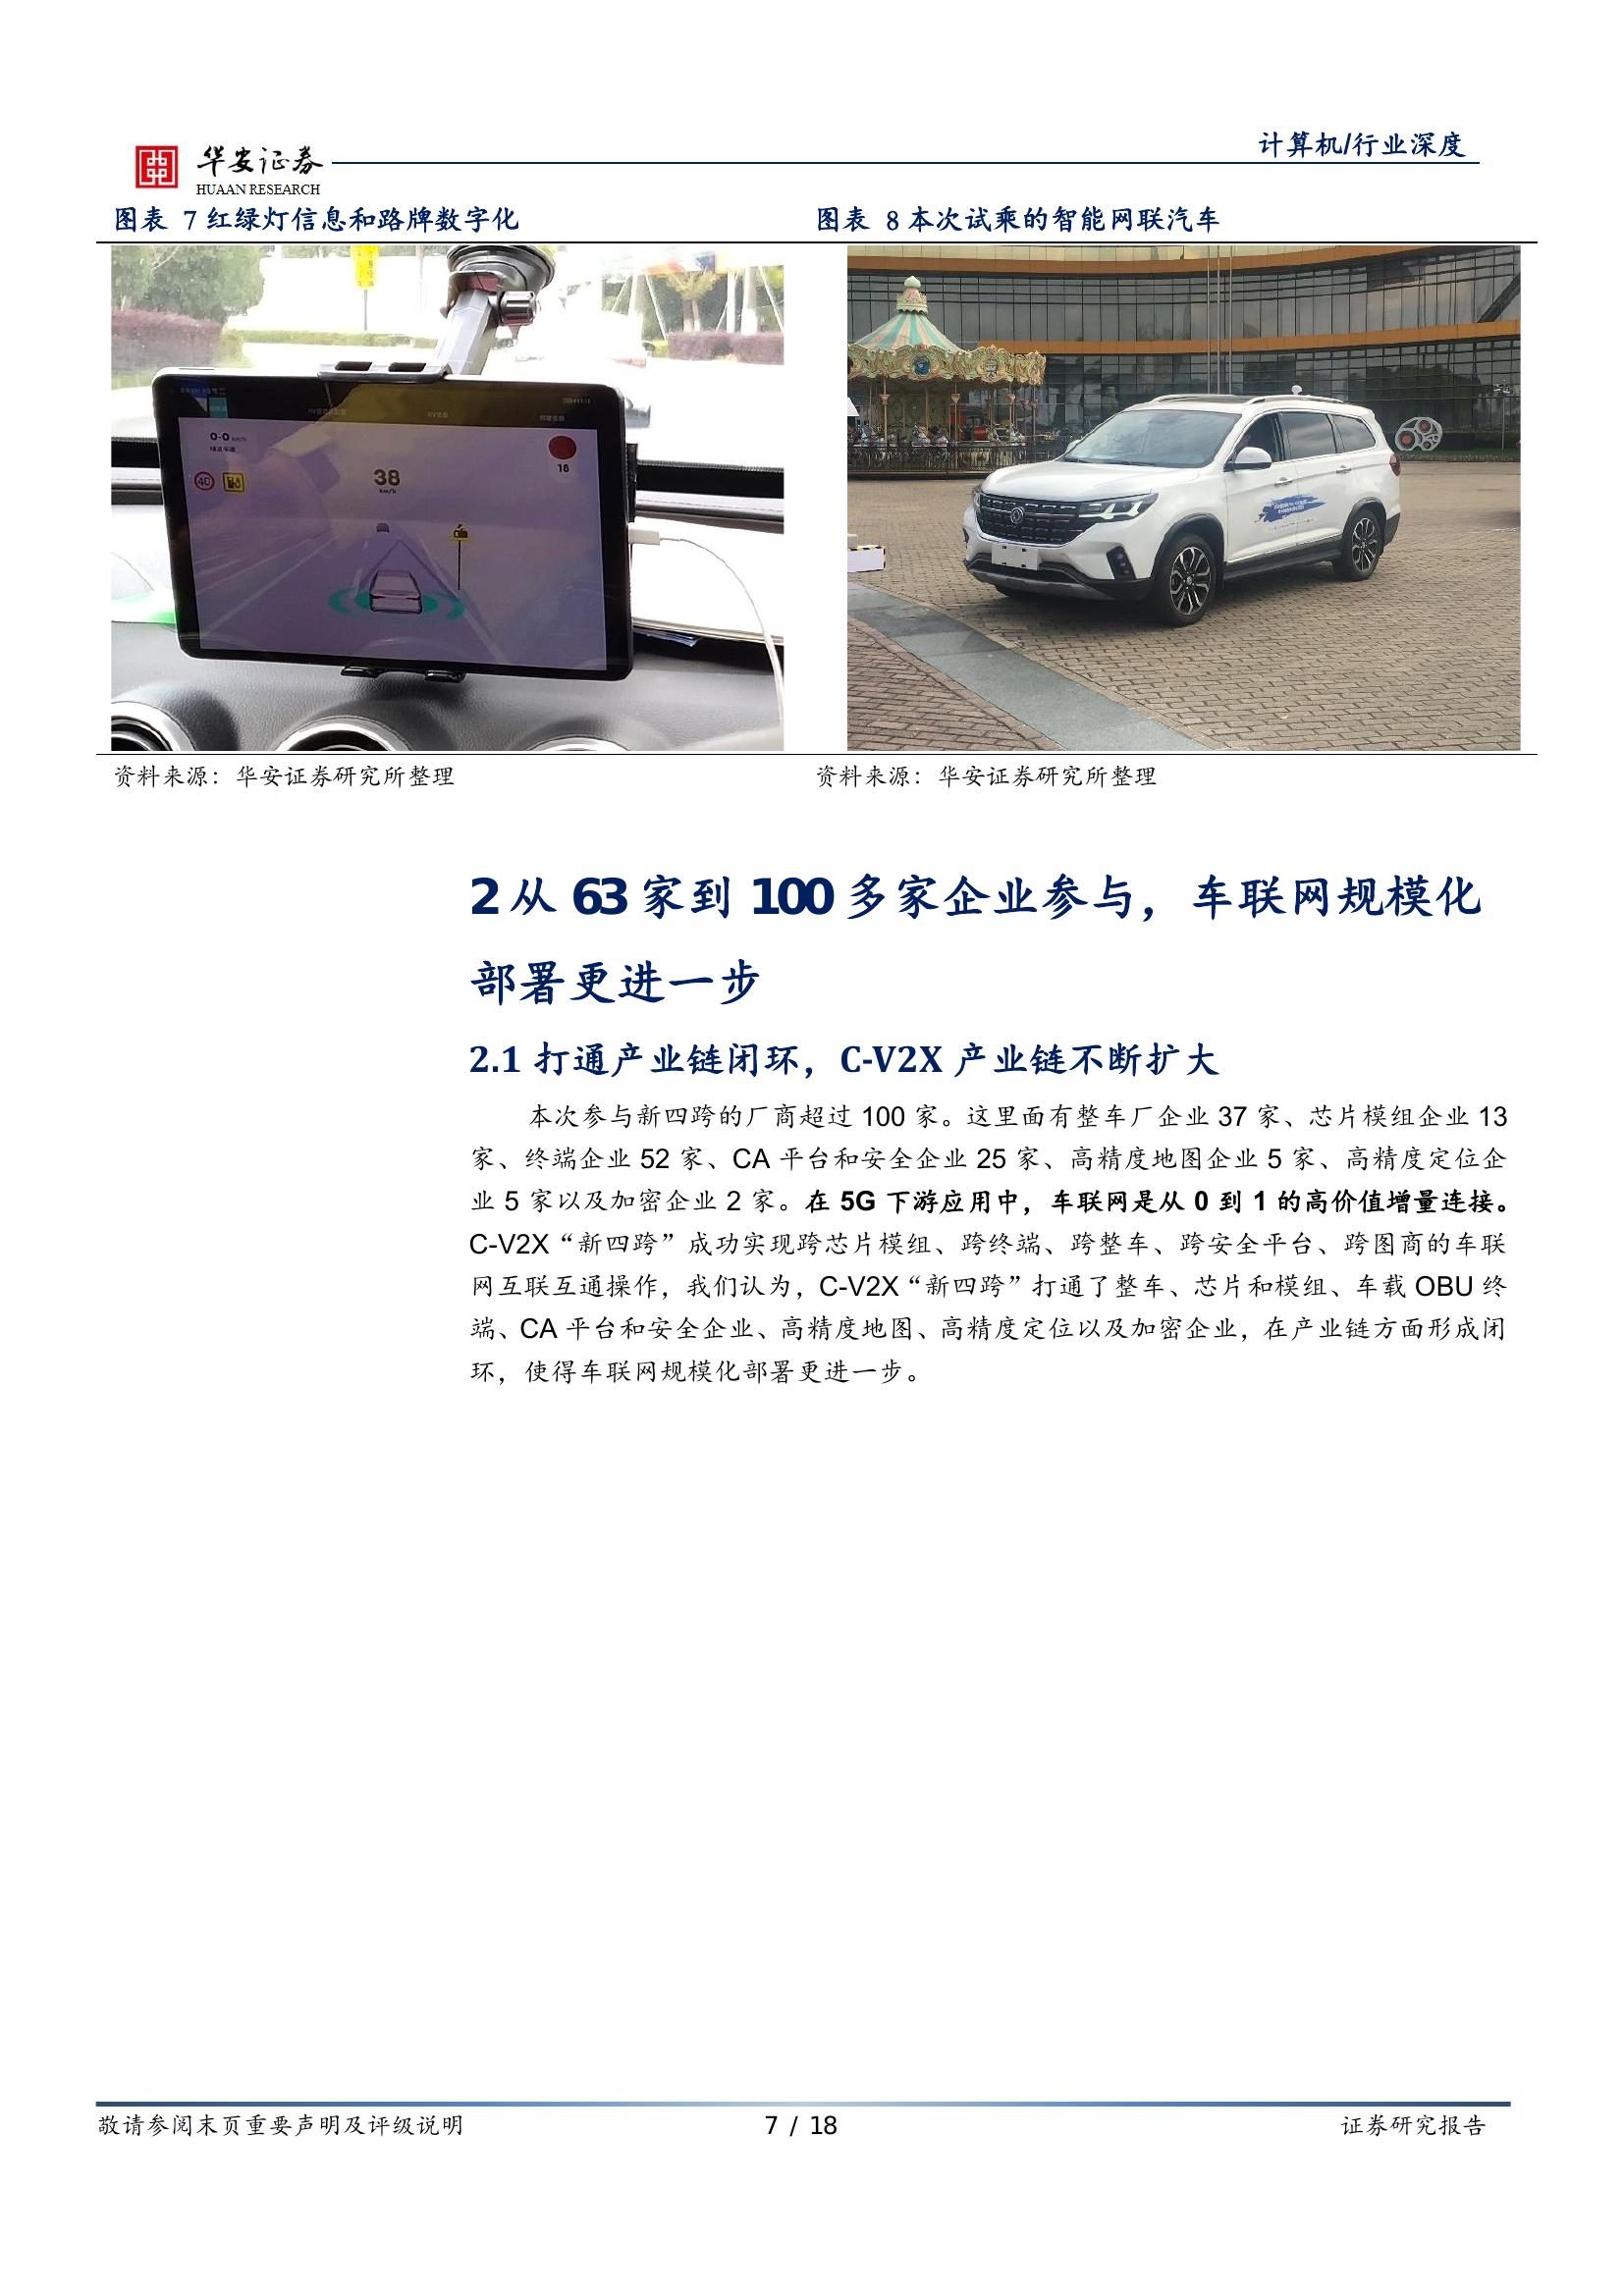 计算机/行业深度
华安证券
HUAAN RESEARCH
图表 7 红绿灯信息和路牌数字化
图表 8 本次试乘的智能网联汽车
0-0 km/h
38
km/h
40
16
资料来源：华安证券研究所整理
资料来源：华安证券研究所整理
2 从 63 家到 100 多家企业参与，车联网规模化
部署更进一步
2.1 打通产业链闭环，C-V2X 产业链不断扩大
本次参与新四跨的厂商超过 100 家。这里面有整车厂企业 37 家、芯片模组企业 13
家、终端企业 52 家、CA 平台和安全企业 25 家、高精度地图企业 5 家、高精度定位企
业 5 家以及加密企业 2 家。在 5G 下游应用中，车联网是从 0 到 1 的高价值增量连接。
C-V2X“新四跨”成功实现跨芯片模组、跨终端、跨整车、跨安全平台、跨图商的车联
网互联互通操作，我们认为，C-V2X“新四跨”打通了整车、芯片和模组、车载 OBU 终
端、CA 平台和安全企业、高精度地图、高精度定位以及加密企业，在产业链方面形成闭
环，使得车联网规模化部署更进一步。
敬请参阅末页重要声明及评级说明
7 / 18
证券研究报告